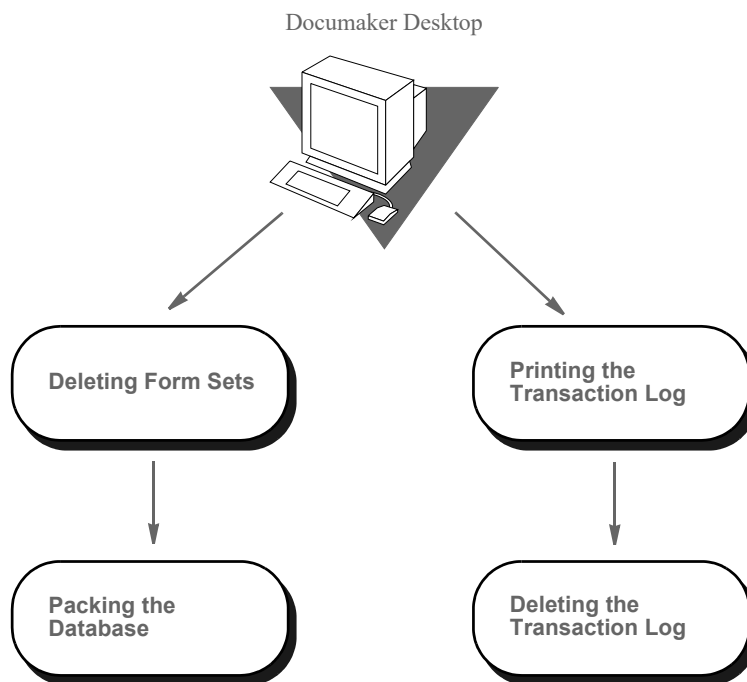 Documaker Desktop
Deleting Form Sets
Printing the
Transaction Log
Packing the
Database
Deleting the
Transaction Log